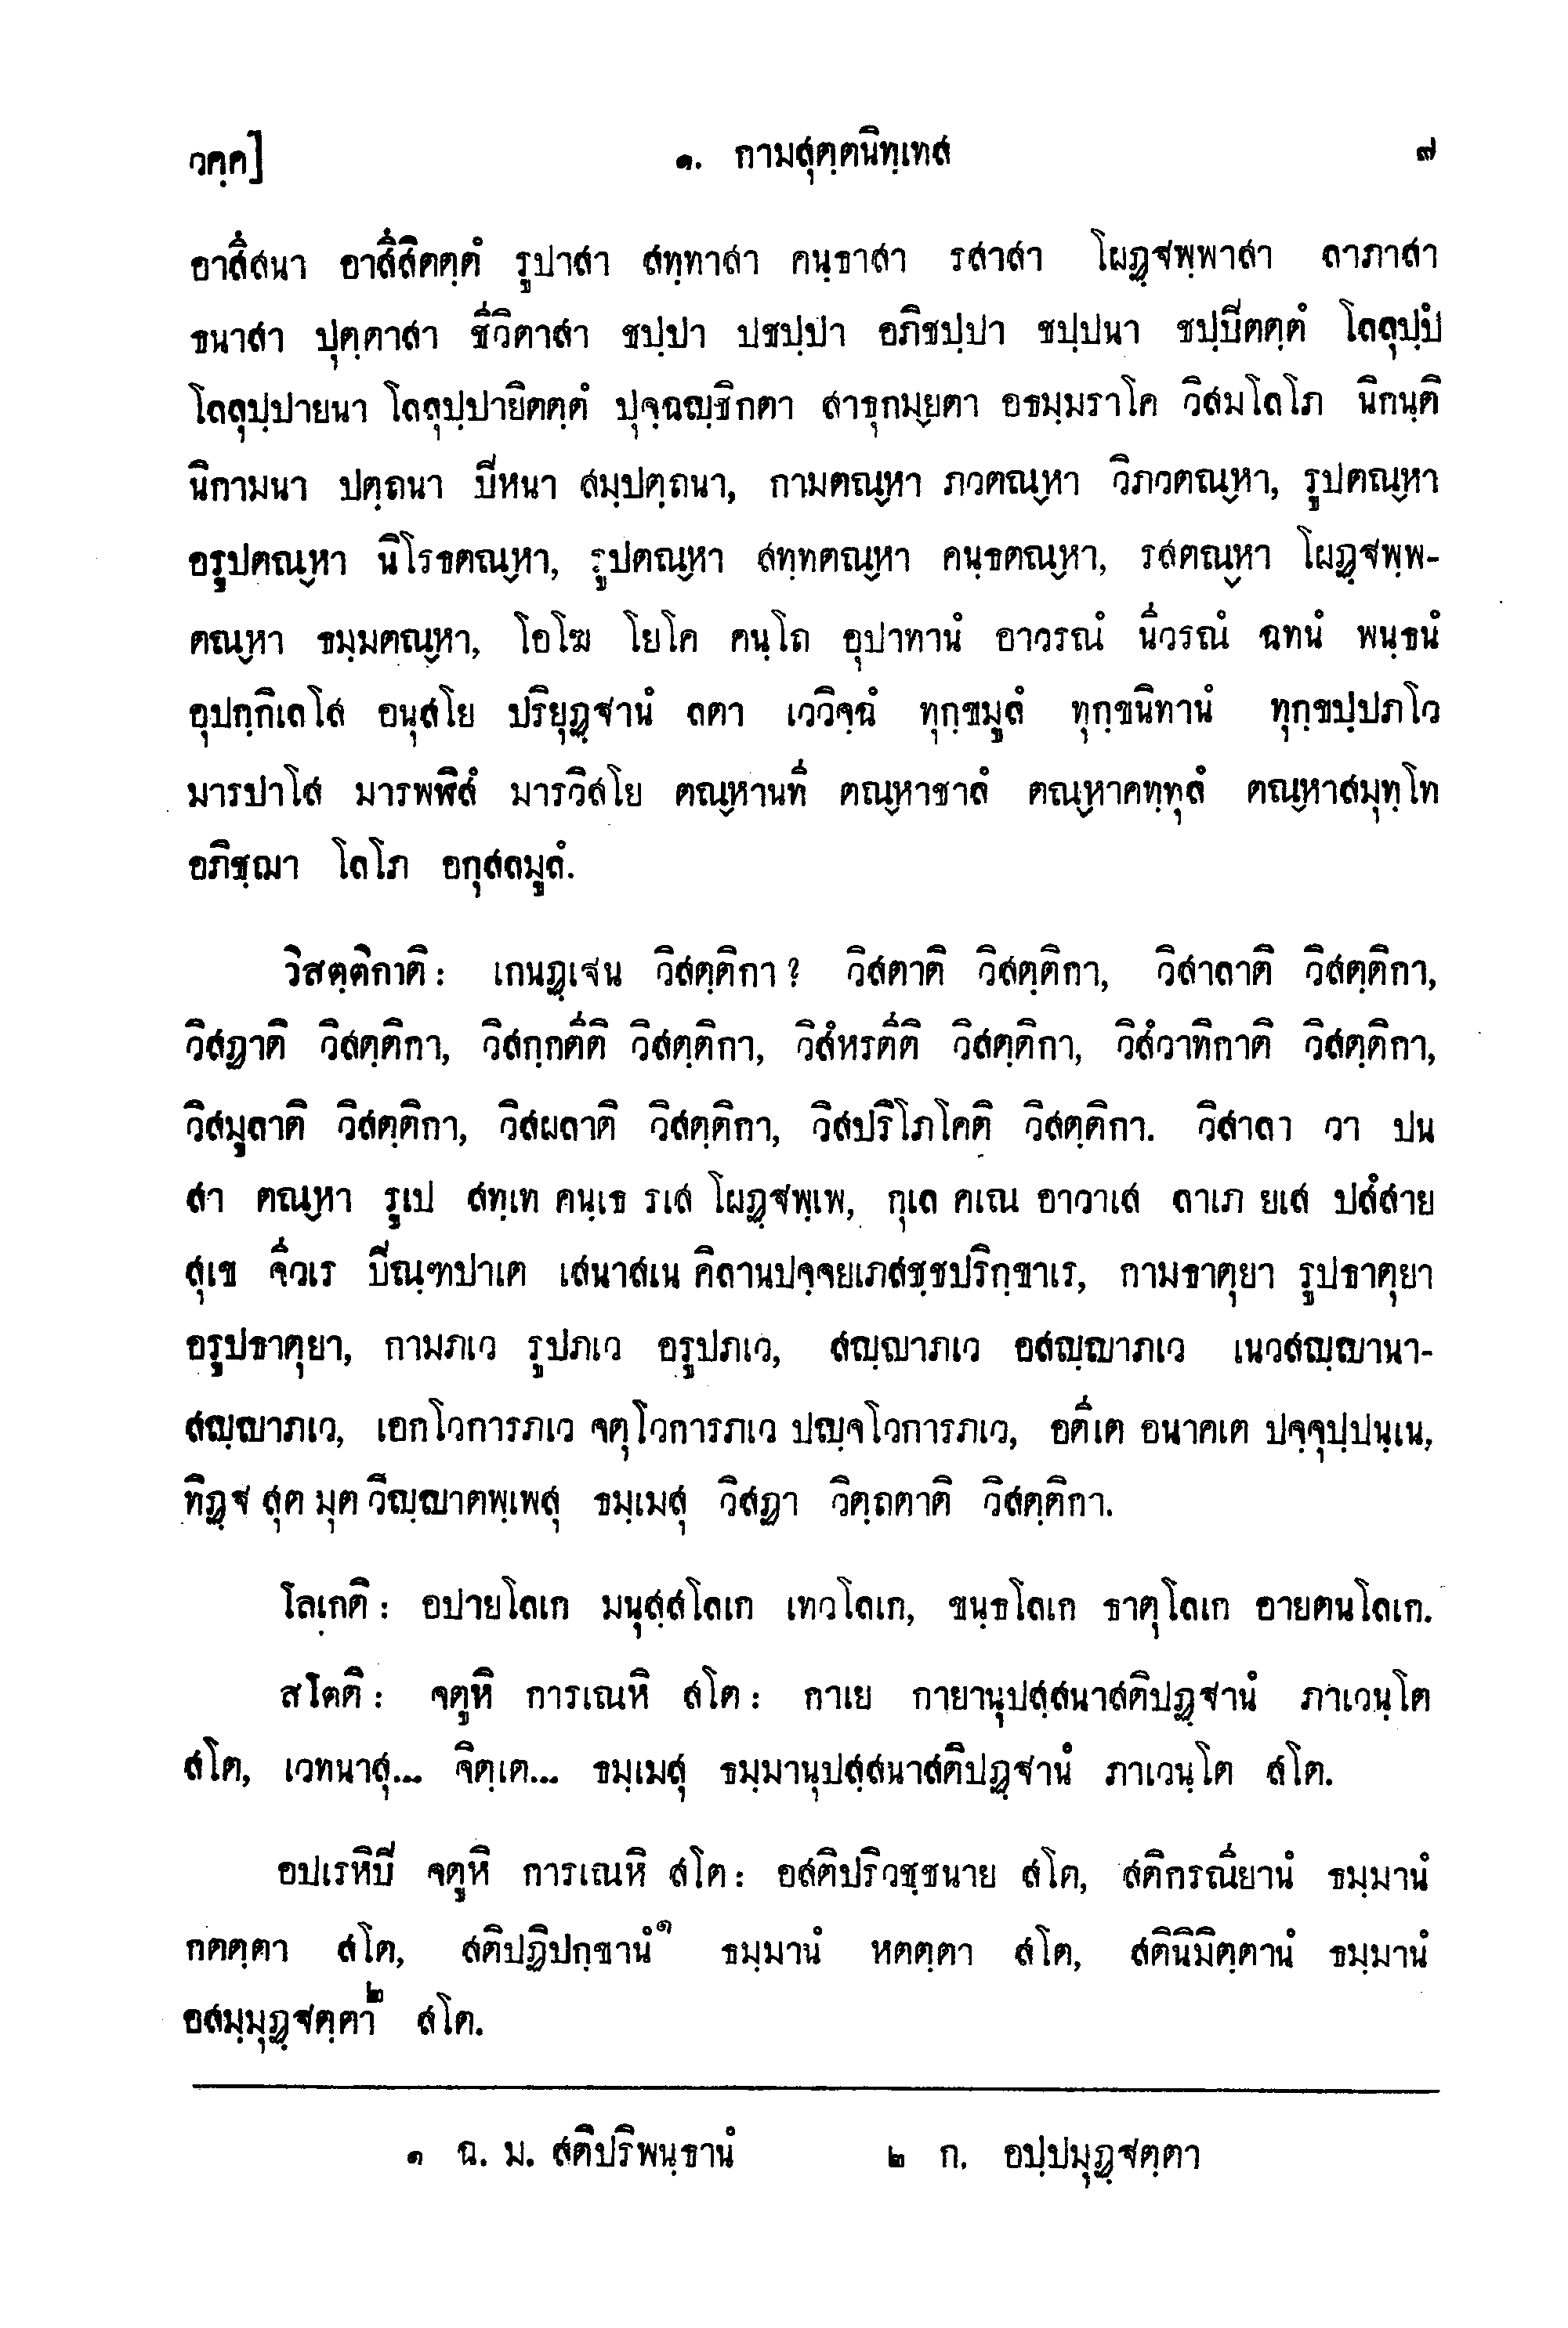 วคฺค]
๑. กามสุตฺตนิทฺเทส
๗
อาสึสนา อาสึสิตตฺตํ รูปาสา สทฺทาสา คนฺธาสา รสาสา โผฏฺฐพฺพาสา ลาภาสา
ธนาสา ปุตฺตาสา ชีวิตาสา ชปฺปา ปชปฺปา อภิชปฺปา ชปฺปนา ชปฺปิตตฺตํ โลลุปฺปํ
โลลุปฺปายนา โลลุปฺปายิตตฺตํ ปุจฺฉญฺชิกตา สาธุกมฺยตา อธมฺมราโค วิสมโลโภ นิกนฺติ
นิกามนา ปตฺถนา ปิหนา สมฺปตฺถนา, กามตณฺหา ภวตณฺหา วิภวตณฺหา, รูปตณฺหา
อรูปตณฺหา นิโรธตณฺหา, รูปตณฺหา สทฺทตณฺหา คนฺธตณฺหา, รสตณฺหา โผฏฺฐพฺพ-
ตณฺหา ธมฺมตณฺหา, โอโฆ โยโค คนฺโถ อุปาทานํ อาวรณํ นีวรณํ ฉทนํ พนฺธนํ
อุปกฺกิเลโส อนุสโย ปริยุฏฺฐานํ ลตา เววิจฺฉํ ทุกฺขมูลํ ทุกฺขนิทานํ ทุกฺขปฺปภโว
มารปาโส มารพฬิสํ มารวิสโย ตณฺหานที ตณฺหาชาลํ ตณฺหาคทฺทุลํ ตณฺหาสมุทฺโท
อภิชฺฌา โลโภ อกุสลมูลํ.
วิสตฺติกาติ: เกนฏฺเฐน วิสตฺติกา? วิสตาติ วิสตฺติกา, วิสาลาติ วิสตฺติกา,
วิสฏาติ วิสตฺติกา, วิสกฺกตีติ วิสตฺติกา, วิสํหรตีติ วิสตฺติกา, วิสํวาทิกาติ วิสตฺติกา,
วิสมูลาติ วิสตฺติกา, วิสผลาติ วิสตฺติกา, วิสปริโภโคติ วิสตฺติกา. วิสาลา วา ปน
สา ตณฺหา รูเป สทฺเท คนฺเธ รเส โผฏฺฐพฺเพ, กุเล คเณ อาวาเส ลาเภ ยเส ปสํสาย
สุเข จีวเร ปิณฺฑปาเต เสนาสเน คิลานปจฺจยเภสชฺชปริกฺขาเร, กามธาตุยา รูปธาตุยา
อรูปธาตุยา, กามภเว รูปภเว อรูปภเว, สญฺญาภเว อสญฺญาภเว เนวสญฺญานา-
สญฺญาภเว, เอกโวการภเว จตุโวการภเว ปญฺจโวการภเว, อตีเต อนาคเต ปจฺจุปฺปนฺเน,
ทิฏฺฐ สุต มุต วิญฺญาตพฺเพสุ ธมฺเมสุ วิสฏา วิตฺถตาติ วิสตฺติกา.
โลเกติ: อปายโลเก มนุสฺสโลเก เทวโลเก, ขนฺธโลเก ธาตุโลเก อายตนโลเก.
สโตติ: จตูหิ การเณหิ สโต: กาเย กายานุปสฺสนาสติปฏฺฐานํ ภาเวนฺโต
สโต, เวทนาสุ... จิตฺเต... ธมฺเมสุ ธมฺมานุปสฺสนาสติปฏฺฐานํ ภาเวนฺโต สโต.
อปเรหิปิ จตูหิ การเณหิ สโต: อสติปริวชฺชนาย สโต, สติกรณียานํ ธมฺมานํ
กตตฺตา สโต, สติปฏิปกฺขานํ๑ ธมฺมานํ หตตฺตา สโต, สตินิมิตฺตานํ ธมฺมานํ
อสมฺมุฏฺฐตฺตา๒ สโต.
๑ ฉ. ม. สติปริพนฺธานํ ๒ ก. อปฺปมุฏฺฐตฺตา